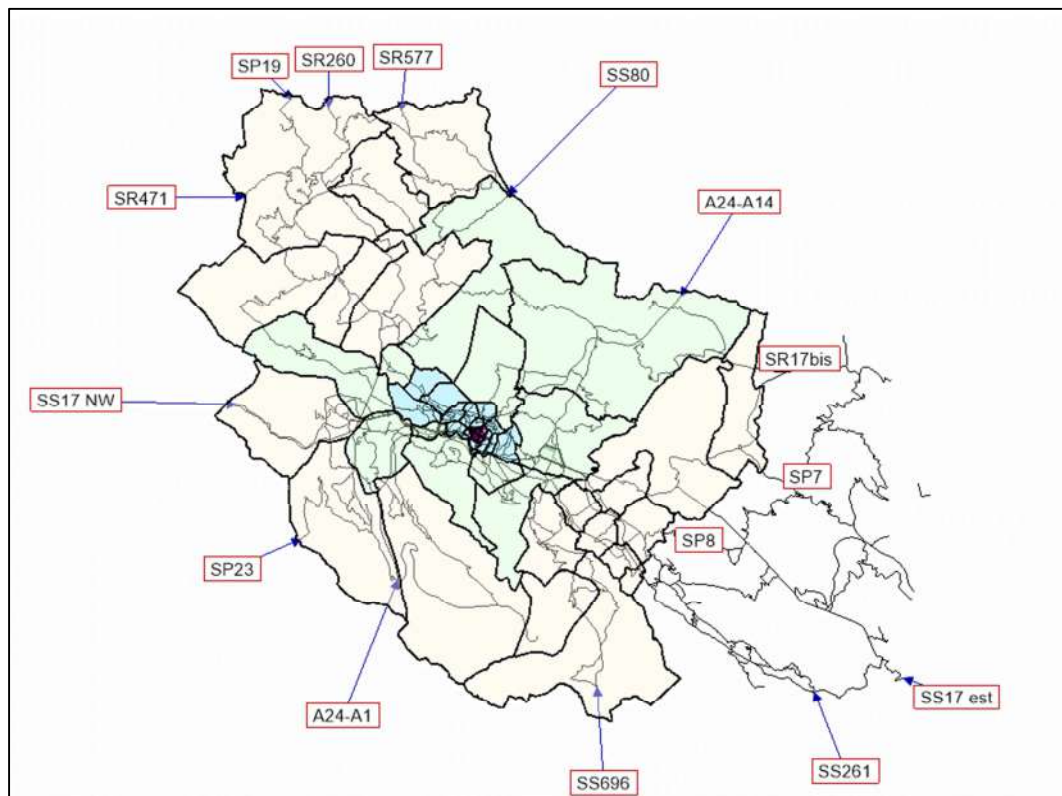 SP19
SR260
SR577
SS80
SR471
A24-A14
SR17bis
SS17 NW
SP7
SP8
SP23
SS17 est
A24-A1
SS261
SS696